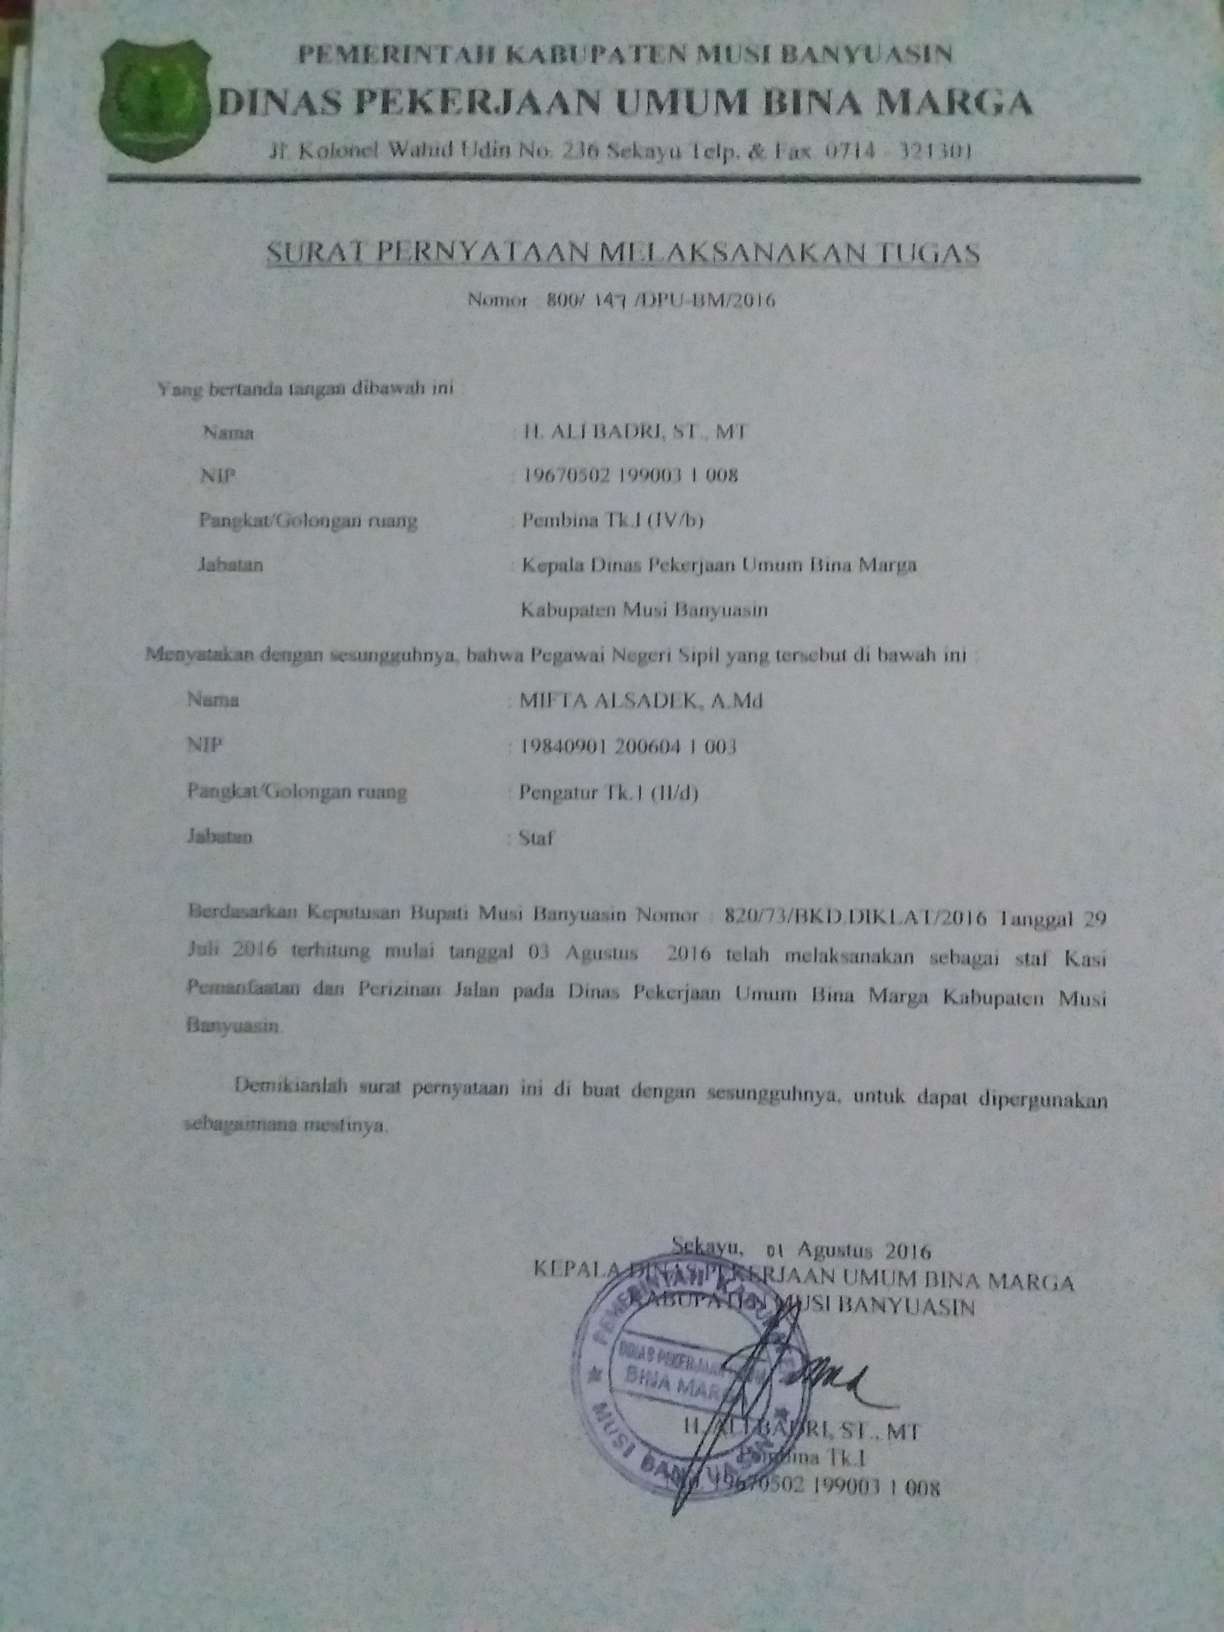 PEMERINTAH KABUPATEN MUSI BANYUASIN
DINAS PEKERJAAN UMUM BINA MARGA
Jl. Kolonel Wahid Udin No. 236 Sekayu Telp. & Fax. 0714 - 321301
SURAT PERNYATAAN MELAKSANAKAN TUGAS
Nomor : 800/ 147 /DPU-BM/2016
Yang bertanda tangan dibawah ini :
Nama : H. ALI BADRI, ST., MT
NIP : 19670502 199003 1 008
Pangkat/Golongan ruang : Pembina Tk.I (IV/b)
Jabatan : Kepala Dinas Pekerjaan Umum Bina Marga
Kabupaten Musi Banyuasin
Menyatakan dengan sesungguhnya, bahwa Pegawai Negeri Sipil yang tersebut di bawah ini :
Nama : MIFTA ALSADEK, A.Md
NIP : 19840901 200604 1 003
Pangkat/Golongan ruang : Pengatur Tk.I (II/d)
Jabatan : Staf
Berdasarkan Keputusan Bupati Musi Banyuasin Nomor : 820/73/BKD.DIKLAT/2016 Tanggal 29
Juli 2016 terhitung mulai tanggal 03 Agustus 2016 telah melaksanakan sebagai staf Kasi
Pemanfaatan dan Perizinan Jalan pada Dinas Pekerjaan Umum Bina Marga Kabupaten Musi
Banyuasin.
Demikianlah surat pernyataan ini di buat dengan sesungguhnya, untuk dapat dipergunakan
sebagaimana mestinya.
Sekayu, 01 Agustus 2016
KEPALA DINAS PEKERJAAN UMUM BINA MARGA
KABUPATEN MUSI BANYUASIN
PEMERINTAH KABUPATEN
DINAS PEKERJAAN UMUM
BINA MARGA
MUSI BANYUASIN
H. ALI BADRI, ST., MT
Pembina Tk.I
19670502 199003 1 008